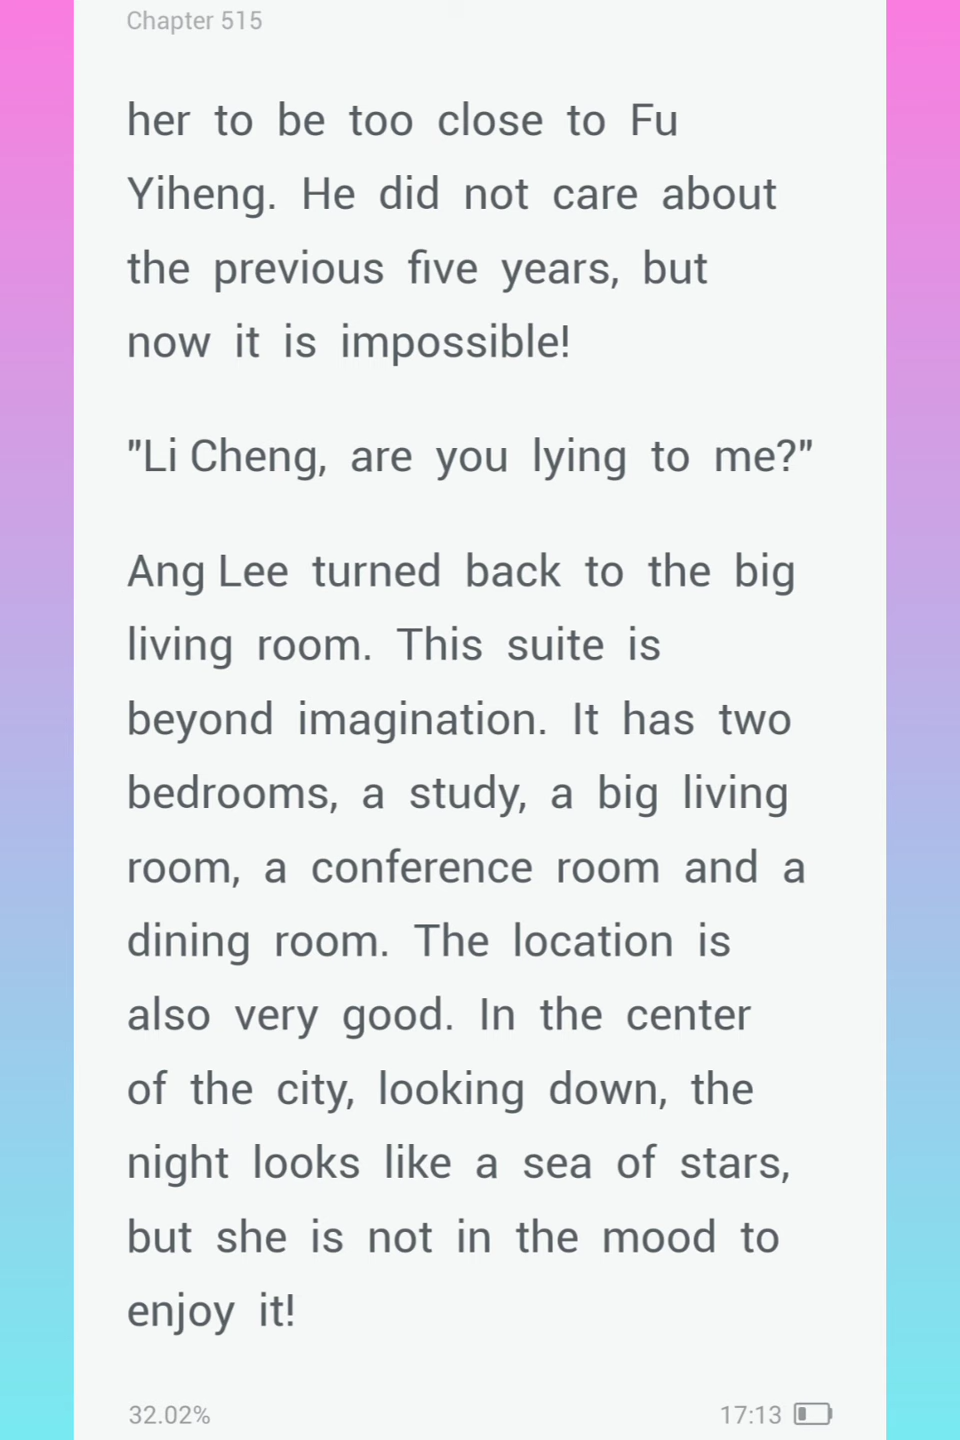 Chapter 515
her to be too close to Fu
Yiheng. He did not care about
the previous five years, but
now it is impossible!
"Li Cheng, are you lying to me?"
Ang Lee turned back to the big
living room. This suite is
beyond imagination. It has two
bedrooms, a study, a big living
room, a conference room and a
dining room. The location is
also very good. In the center
of the city, looking down, the
night looks like a sea of stars,
but she is not in the mood to
enjoy it!
32.02%
17:13